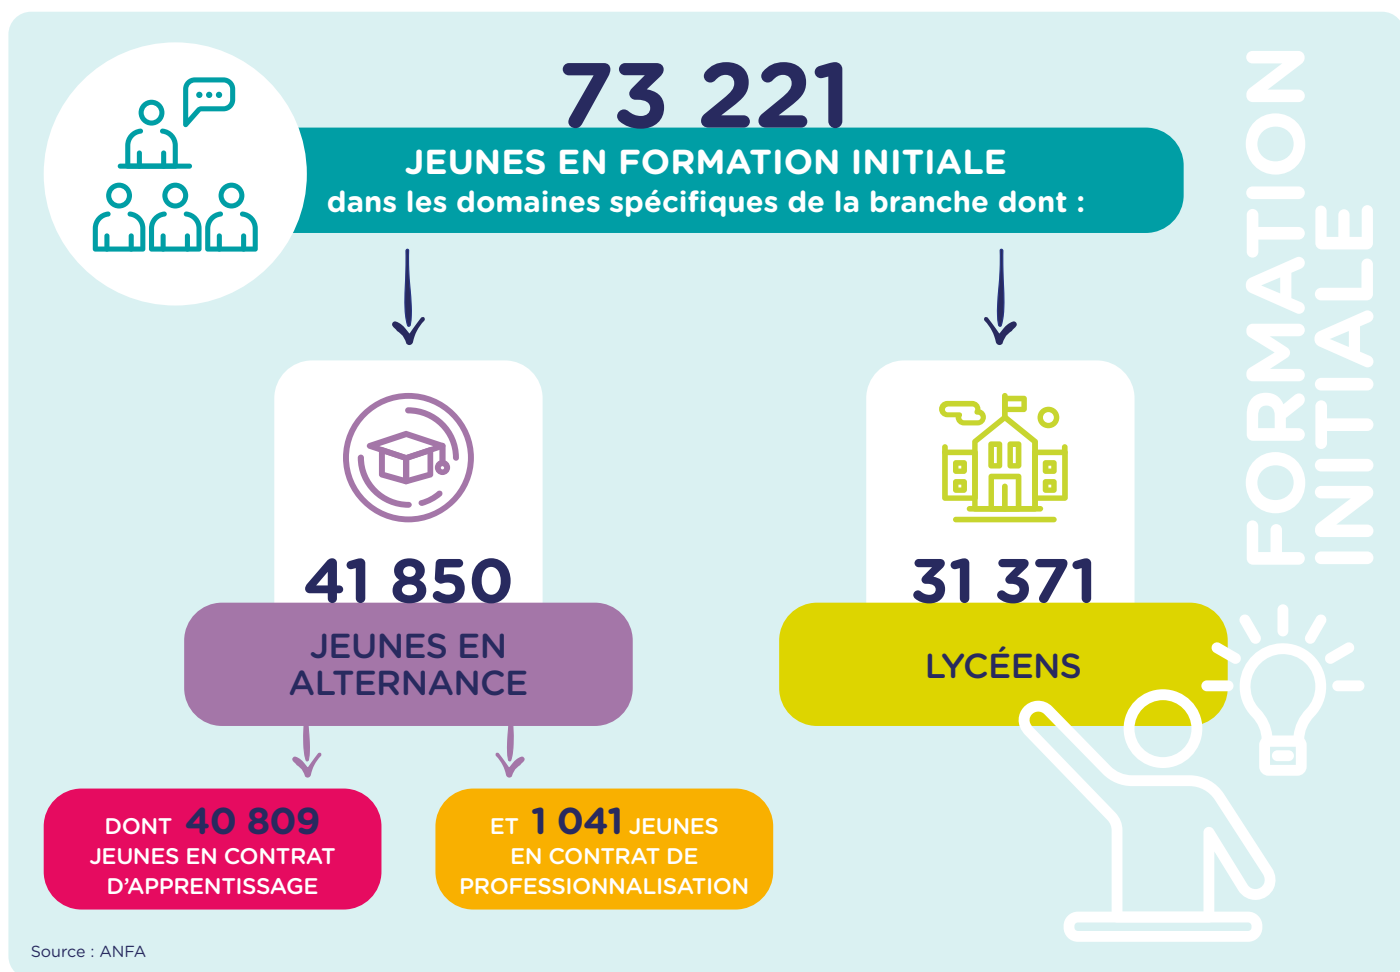 73 221
JEUNES EN FORMATION INITIALE
dans les domaines spécifiques de la branche dont :
FORMATION
INITIALE
41 850
JEUNES EN
ALTERNANCE
31 371
LYCÉENS
DONT 40 809
JEUNES EN CONTRAT
D'APPRENTISSAGE
ET 1 041 JEUNES
EN CONTRAT DE
PROFESSIONNALISATION
Source : ANFA